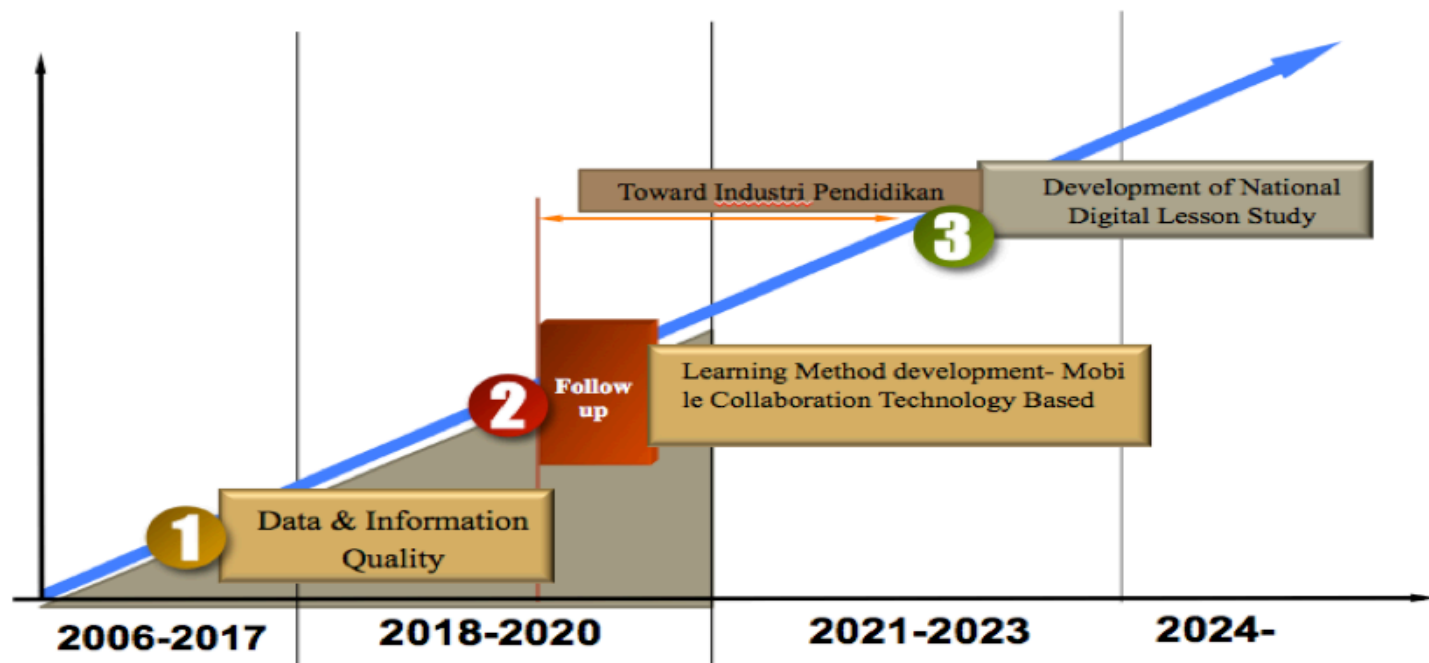 Toward Industri Pendidikan
Development of National
Digital Lesson Study
3
2
Follow
up
Learning Method development- Mobi
le Collaboration Technology Based
1
Data & Information
Quality
2006-2017
2018-2020
2021-2023
2024-